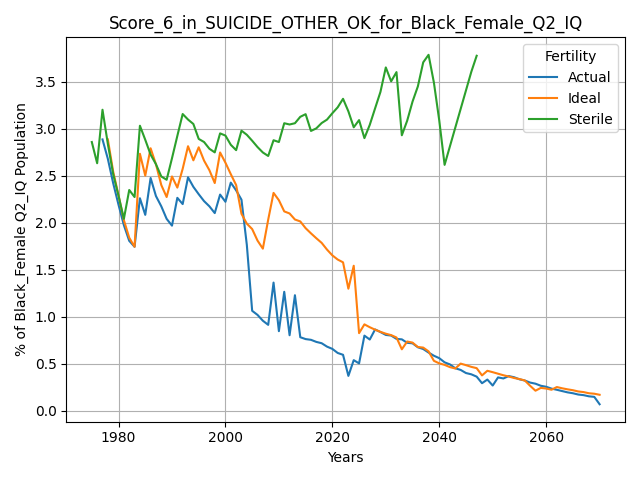 Score_6_in_SUICIDE_OTHER_OK_for_Black_Female_Q2_IQ
Fertility
Actual
Ideal
Sterile
% of Black_Female Q2_IQ Population
3.5
3.0
2.5
2.0
1.5
1.0
0.5
0.0
1980 2000 2020 2040 2060
Years